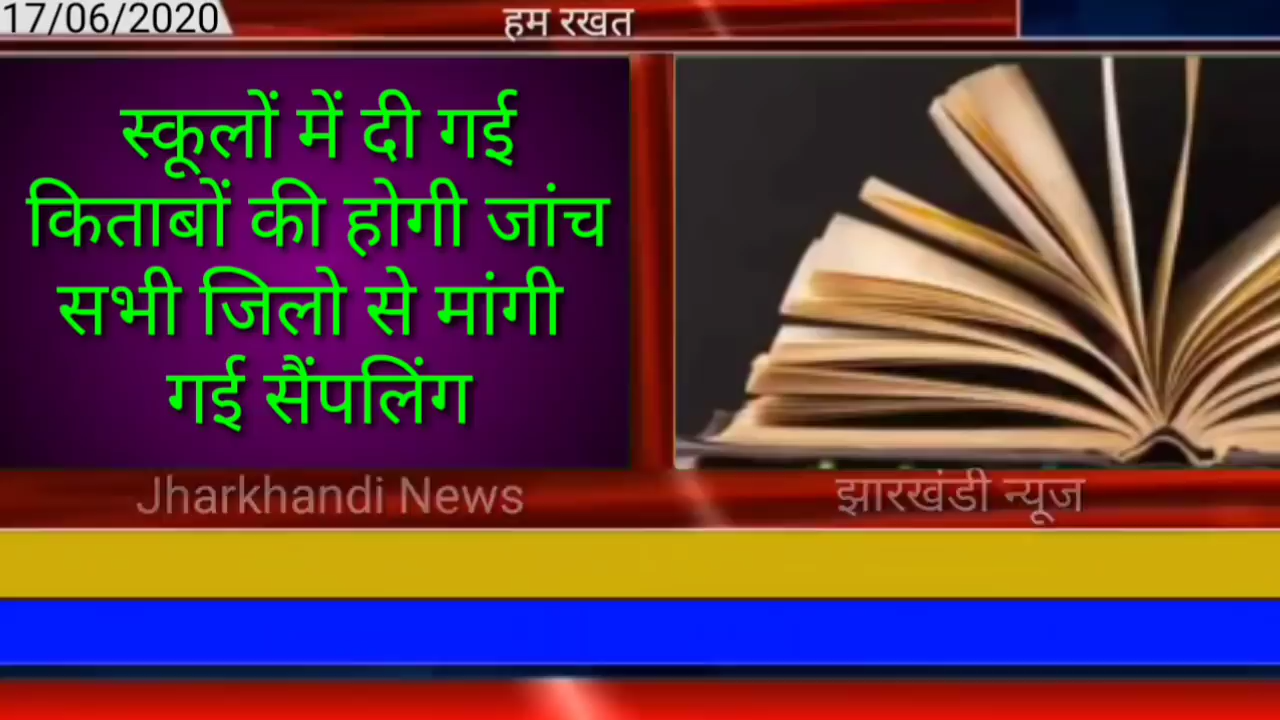 17/06/2020
हम रखत
स्कूलों में दी गई
किताबों की होगी जांच
सभी जिलो से मांगी
गई सैंपलिंग
Jharkhandi News
झारखंडी न्यूज